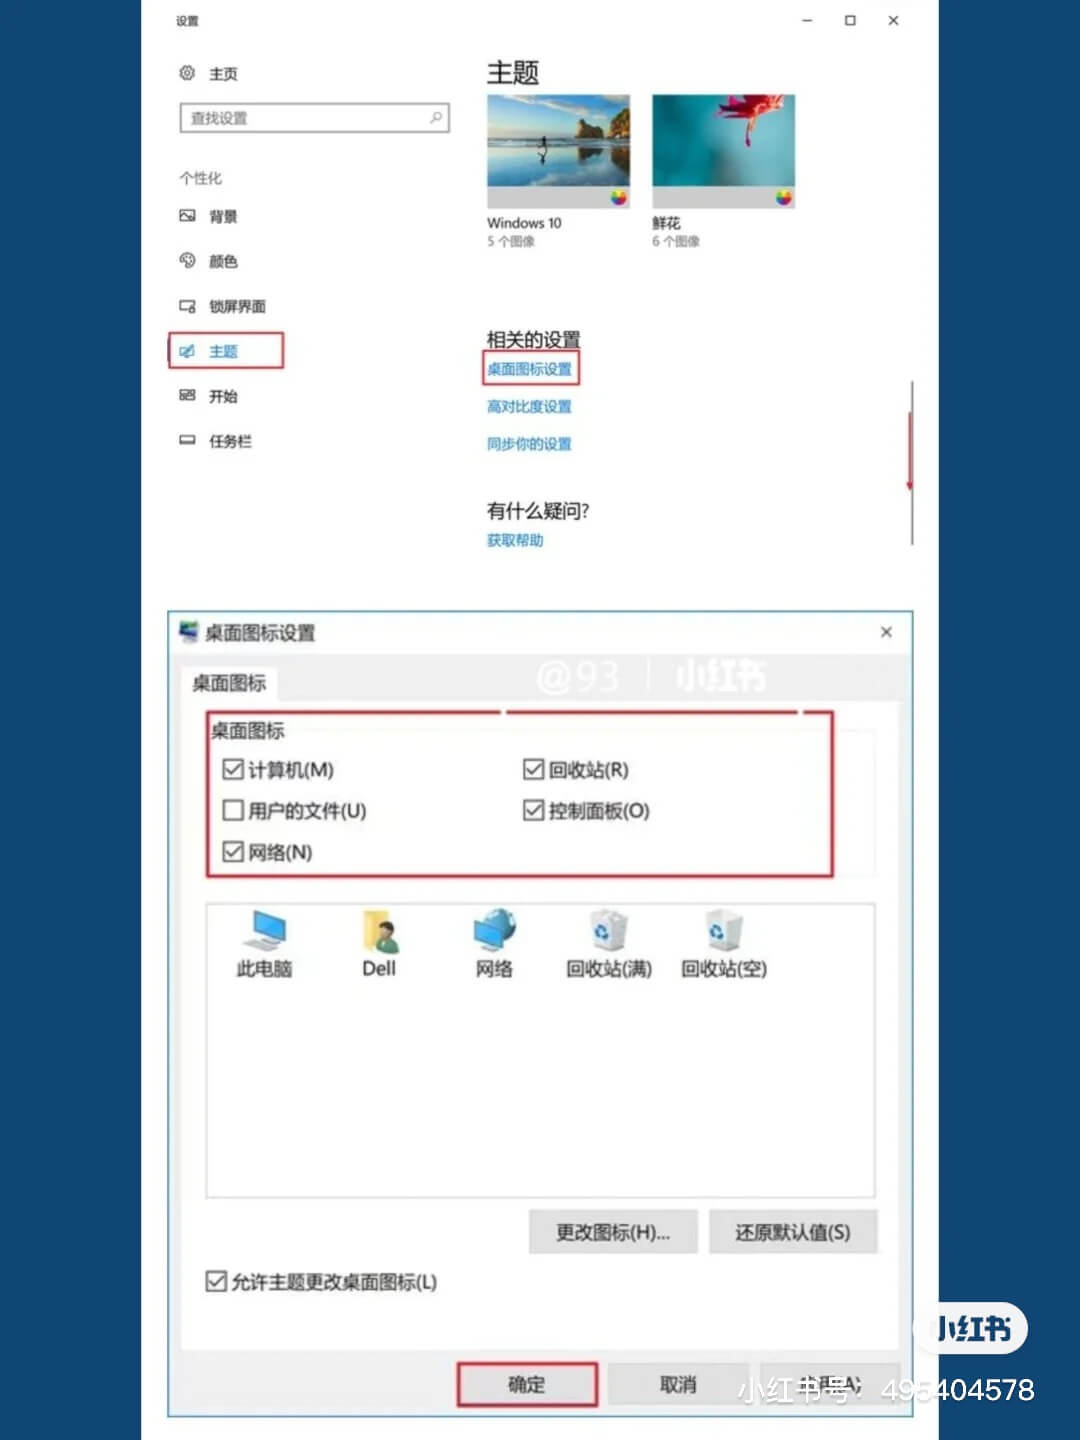 设置
主页
查找设置
个性化
背景
颜色
锁屏界面
主题
开始
任务栏
主题
Windows 10
5 个图像
鲜花
6 个图像
相关的设置
桌面图标设置
高对比度设置
同步你的设置
有什么疑问?
获取帮助
桌面图标设置
@93 | 小红书
桌面图标
桌面图标
计算机(M)
回收站(R)
用户的文件(U)
控制面板(O)
网络(N)
此电脑
Dell
网络
回收站(满)
回收站(空)
更改图标(H)...
还原默认值(S)
允许主题更改桌面图标(L)
确定
取消
小红书
小红书号: 495404578